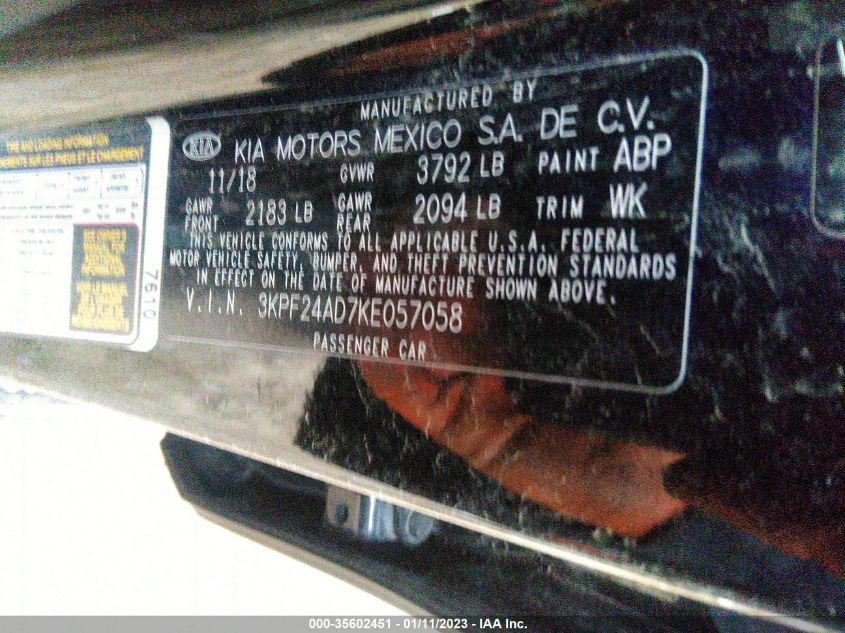 MANUFACTURED BY
KIA KIA MOTORS MEXICO S.A. DE C.V.
11/18 GVWR 3792 LB PAINT ABP
GAWR FRONT 2183 LB GAWR REAR 2094 LB TRIM WK
THIS VEHICLE CONFORMS TO ALL APPLICABLE U.S.A. FEDERAL
MOTOR VEHICLE SAFETY, BUMPER, AND THEFT PREVENTION STANDARDS
IN EFFECT ON THE DATE OF MANUFACTURE SHOWN ABOVE.
V.I.N. 3KPF24AD7KE057058
PASSENGER CAR
TIRE AND LOADING INFORMATION
7610
000-35602451 - 01/11/2023 - IAA Inc.